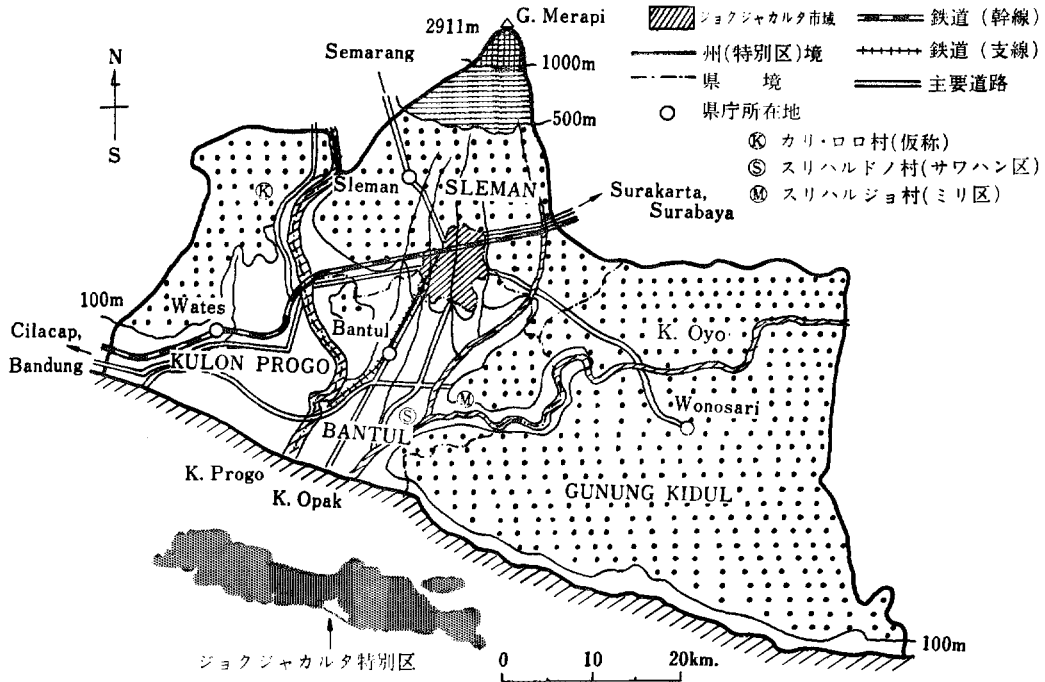 G. Merapi
2911m
Semarang
1000m
500m
N
S
ジョクジャカルタ市域
州(特別区)境
県 境
県庁所在地
鉄道(幹線)
鉄道(支線)
主要道路
Ⓚ カリ・ロロ村(仮称)
Ⓢ スリハルドノ村(サワハン区)
Ⓜ スリハルジョ村(ミリ区)
Ⓚ
Sleman
SLEMAN
Surakarta,
Surabaya
100m
Wates
Cilacap,
Bandung
KULON PROGO
Bantul
K. Oyo
Wonosari
Ⓜ
Ⓢ
BANTUL
K. Progo
K. Opak
GUNUNG KIDUL
100m
ジョクジャカルタ特別区
0 10 20km.